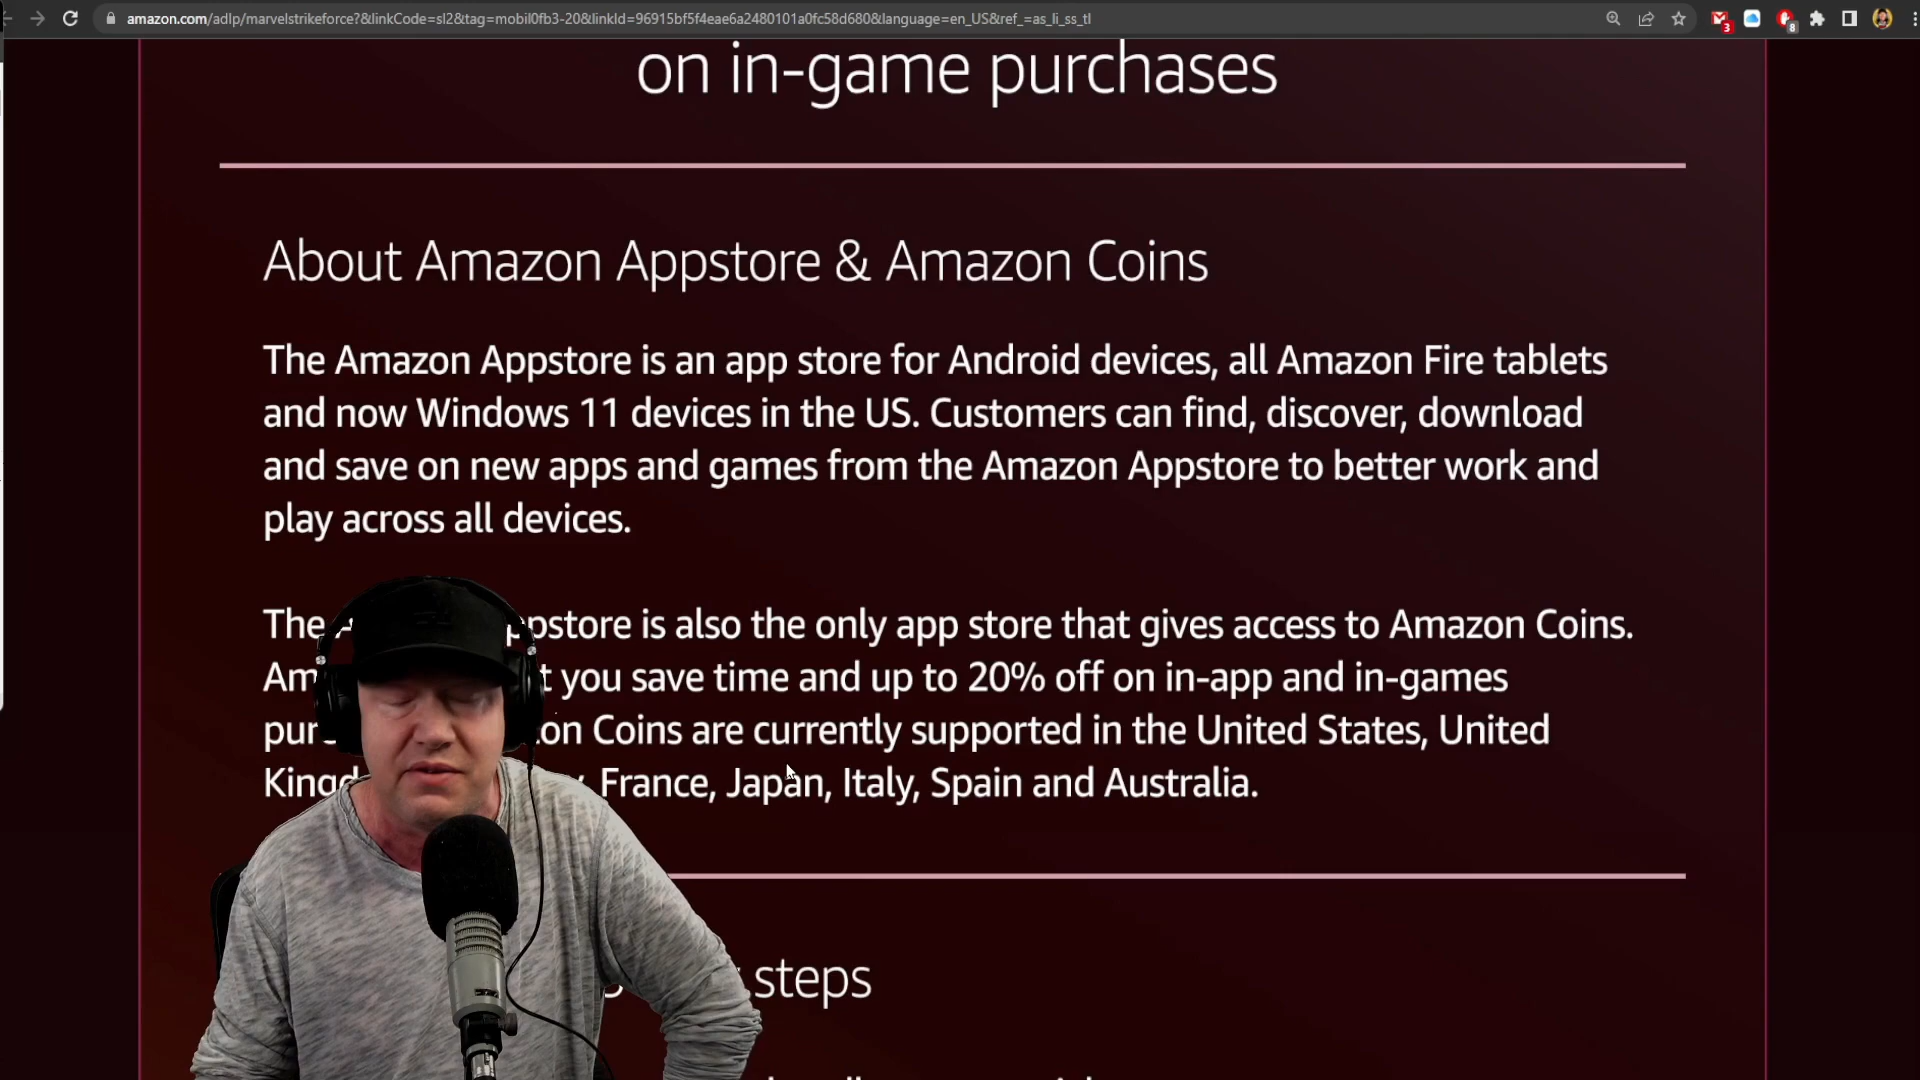 amazon.com/adlp/marvelstrikeforce?&linkCode=sl2&tag=mobil0fb3-20&linkId=96915bf5f4eae6a2480101a0fc58d680&language=en_US&ref_=as_li_ss_tl
3
8
on in-game purchases
About Amazon Appstore & Amazon Coins
The Amazon Appstore is an app store for Android devices, all Amazon Fire tablets
and now Windows 11 devices in the US. Customers can find, discover, download
and save on new apps and games from the Amazon Appstore to better work and
play across all devices.
The ppstore is also the only app store that gives access to Amazon Coins.
Am t you save time and up to 20% off on in-app and in-games
pur on Coins are currently supported in the United States, United
King France, Japan, Italy, Spain and Australia.
steps